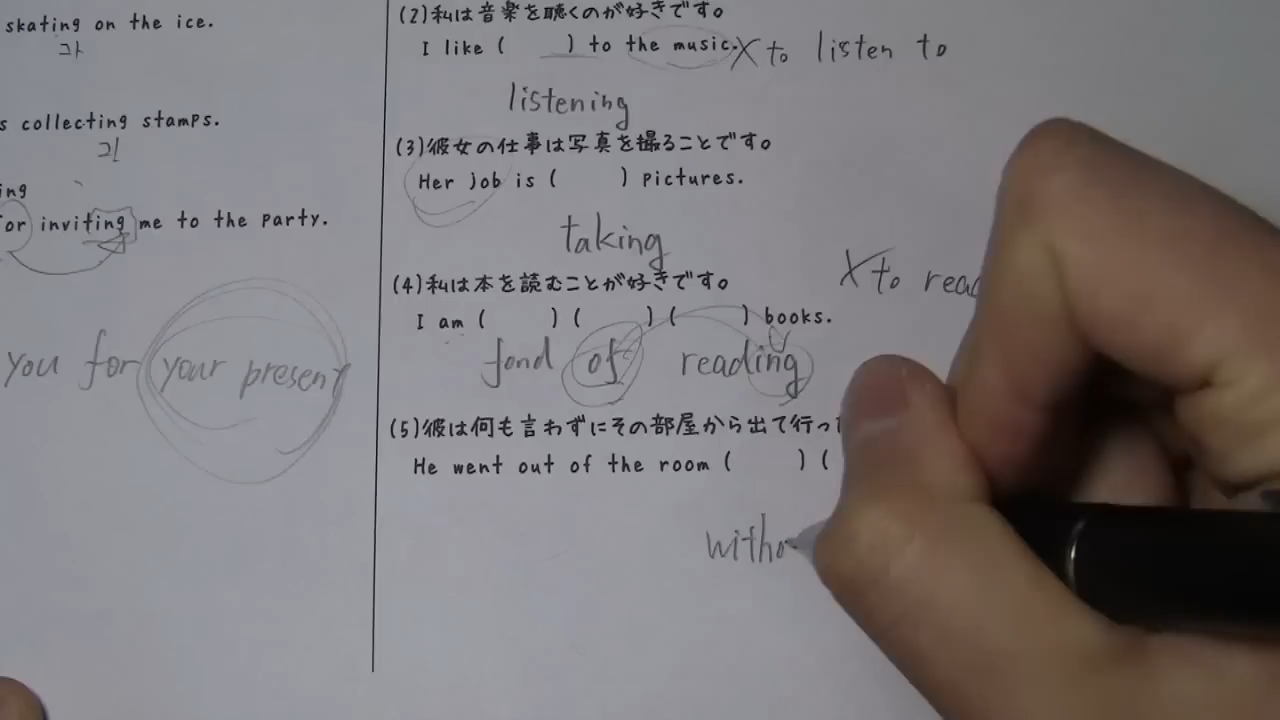 skating on the ice.
コト
s collecting stamps.
コト
ing
or inviting me to the party.
you for your present
(2)私は音楽を聴くのが好きです。
I like ( ) to the music.
X to listen to
listening
(3)彼女の仕事は写真を撮ることです。
Her job is ( ) pictures.
taking
(4)私は本を読むことが好きです。
X to read
I am ( ) ( ) ( ) books.
fond of reading
(5)彼は何も言わずにその部屋から出て行っ
He went out of the room ( ) (
witho